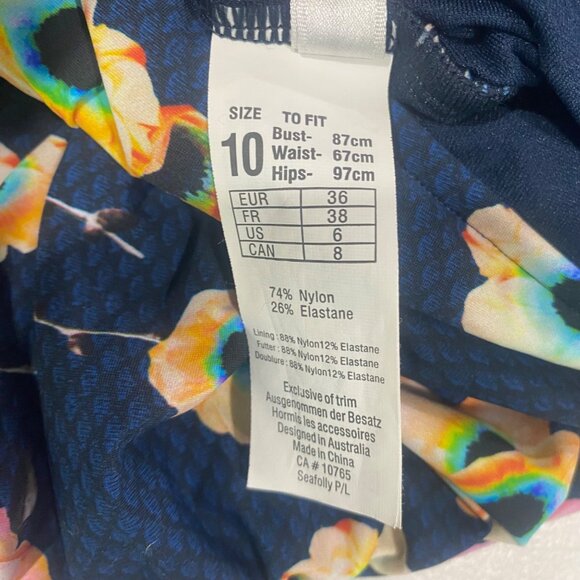 SIZE TO FIT
10 Bust- 87cm
Waist- 67cm
Hips- 97cm
EUR 36
FR 38
US 6
CAN 8
74% Nylon
26% Elastane
Lining : 88% Nylon12% Elastane
Futter : 88% Nylon12% Elastane
Doublure : 88% Nylon12% Elastane
Exclusive of trim
Ausgenommen der Besatz
Hormis les accessoires
Designed in Australia
Made in China
CA # 10765
Seafolly P/L